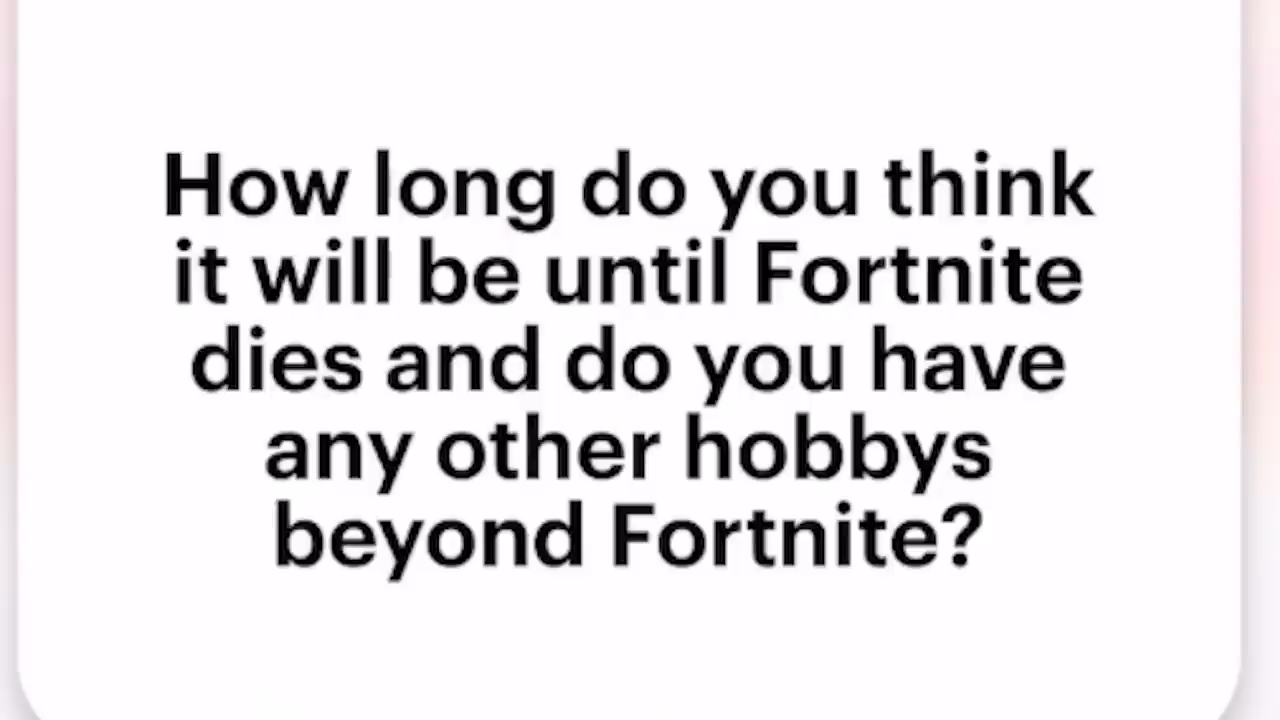 How long do you think
it will be until Fortnite
dies and do you have
any other hobbys
beyond Fortnite?